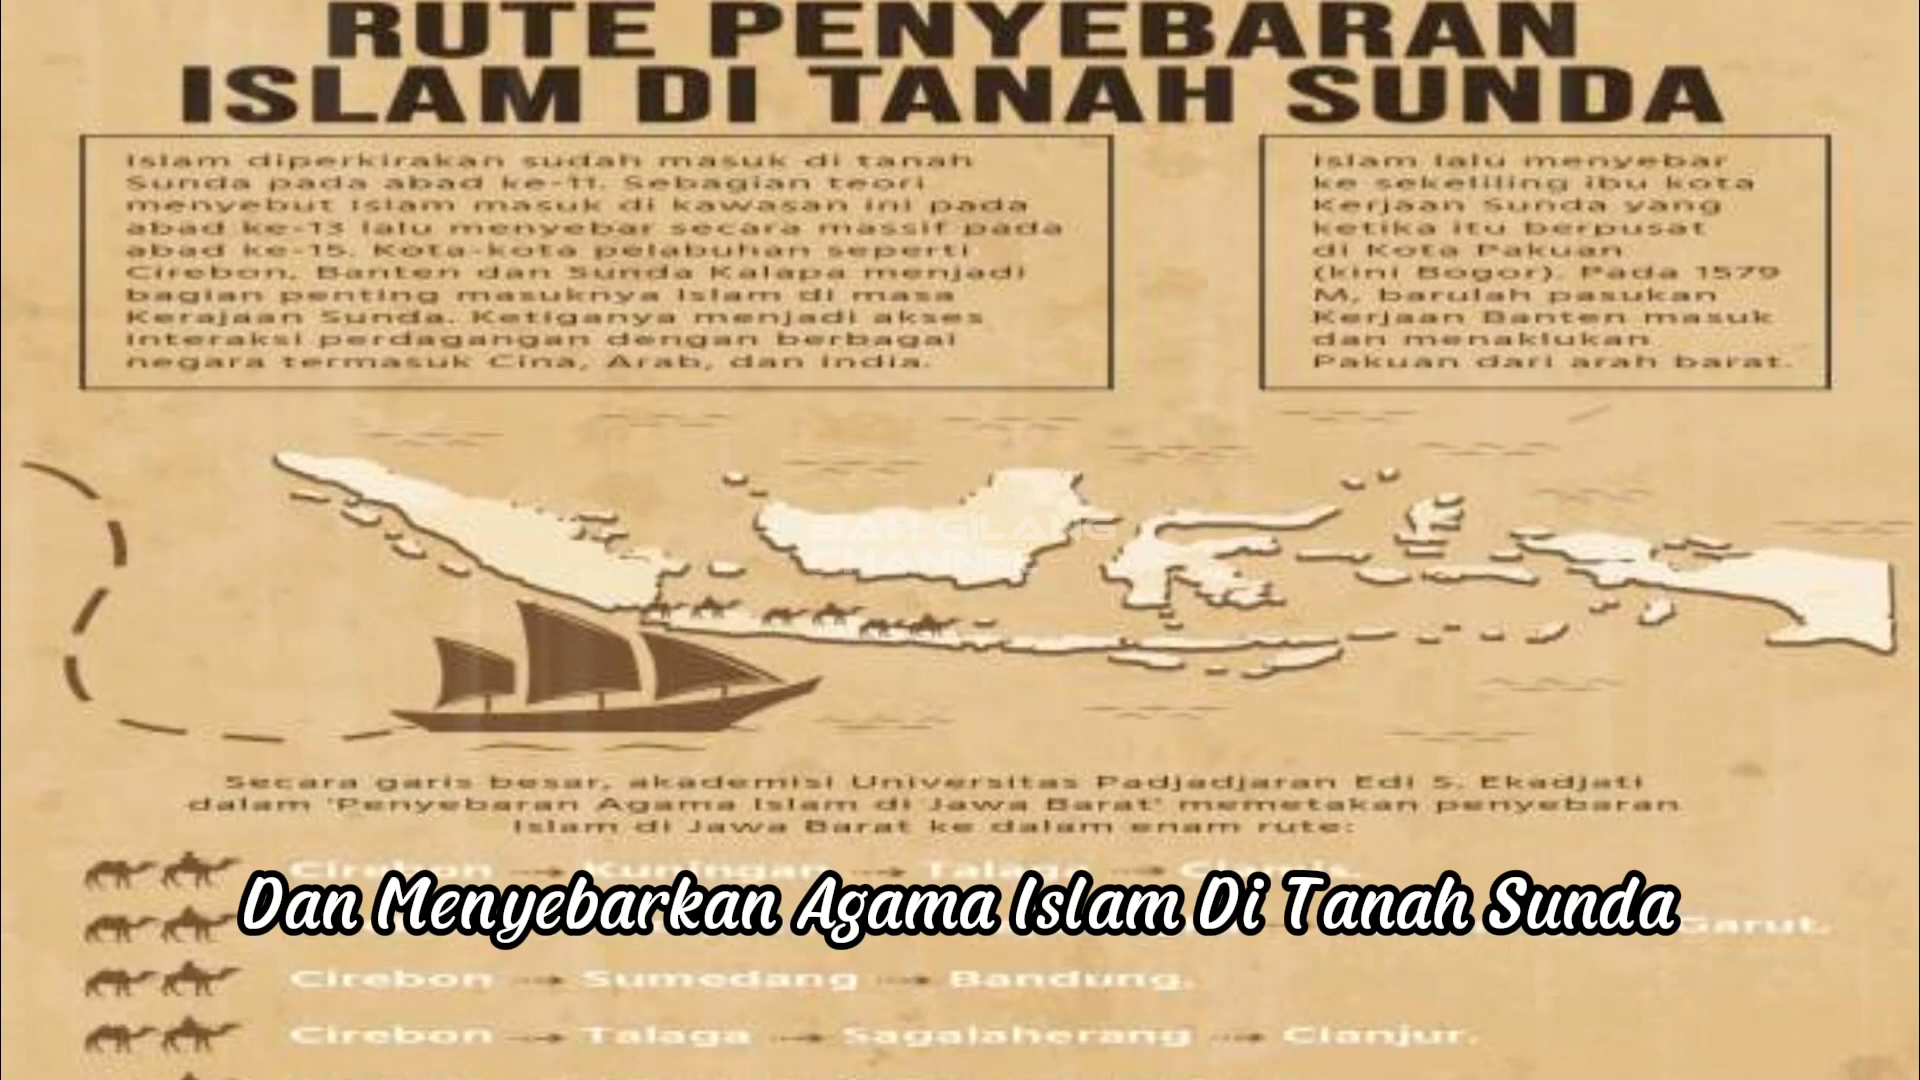 RUTE PENYEBARAN
ISLAM DI TANAH SUNDA
Islam diperkirakan sudah masuk di tanah
Sunda pada abad ke-11. Sebagian teori
menyebut Islam masuk di kawasan ini pada
abad ke-13 lalu menyebar secara massif pada
abad ke-15. Kota-kota pelabuhan seperti
Cirebon, Banten dan Sunda Kalapa menjadi
bagian penting masuknya Islam di masa
Kerajaan Sunda. Ketiganya menjadi akses
interaksi perdagangan dengan berbagai
negara termasuk Cina, Arab, dan India.
Islam lalu menyebar
ke sekeliling ibu kota
Kerjaan Sunda yang
ketika itu berpusat
di Kota Pakuan
(kini Bogor). Pada 1579
M, barulah pasukan
Kerjaan Banten masuk
dan menaklukan
Pakuan dari arah barat.
BAH GILANG
CHANNEL
Secara garis besar, akademisi Universitas Padjadjaran Edi S. Ekadjati
dalam 'Penyebaran Agama Islam di Jawa Barat' memetakan penyebaran
Islam di Jawa Barat ke dalam enam rute:
Cirebon → Kuningan → Talaga → Ciamis.
Dan Menyebarkan Agama Islam Di Tanah Sunda
Garut.
Cirebon → Sumedang → Bandung.
Cirebon → Talaga → Sagalaherang → Cianjur.